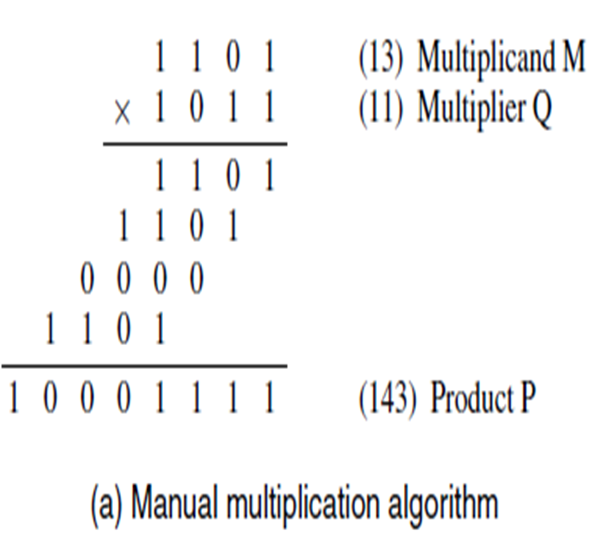 1 1 0 1 (13) Multiplicand M
× 1 0 1 1 (11) Multiplier Q
1 1 0 1
1 1 0 1
0 0 0 0
1 1 0 1
1 0 0 0 1 1 1 1 (143) Product P
(a) Manual multiplication algorithm